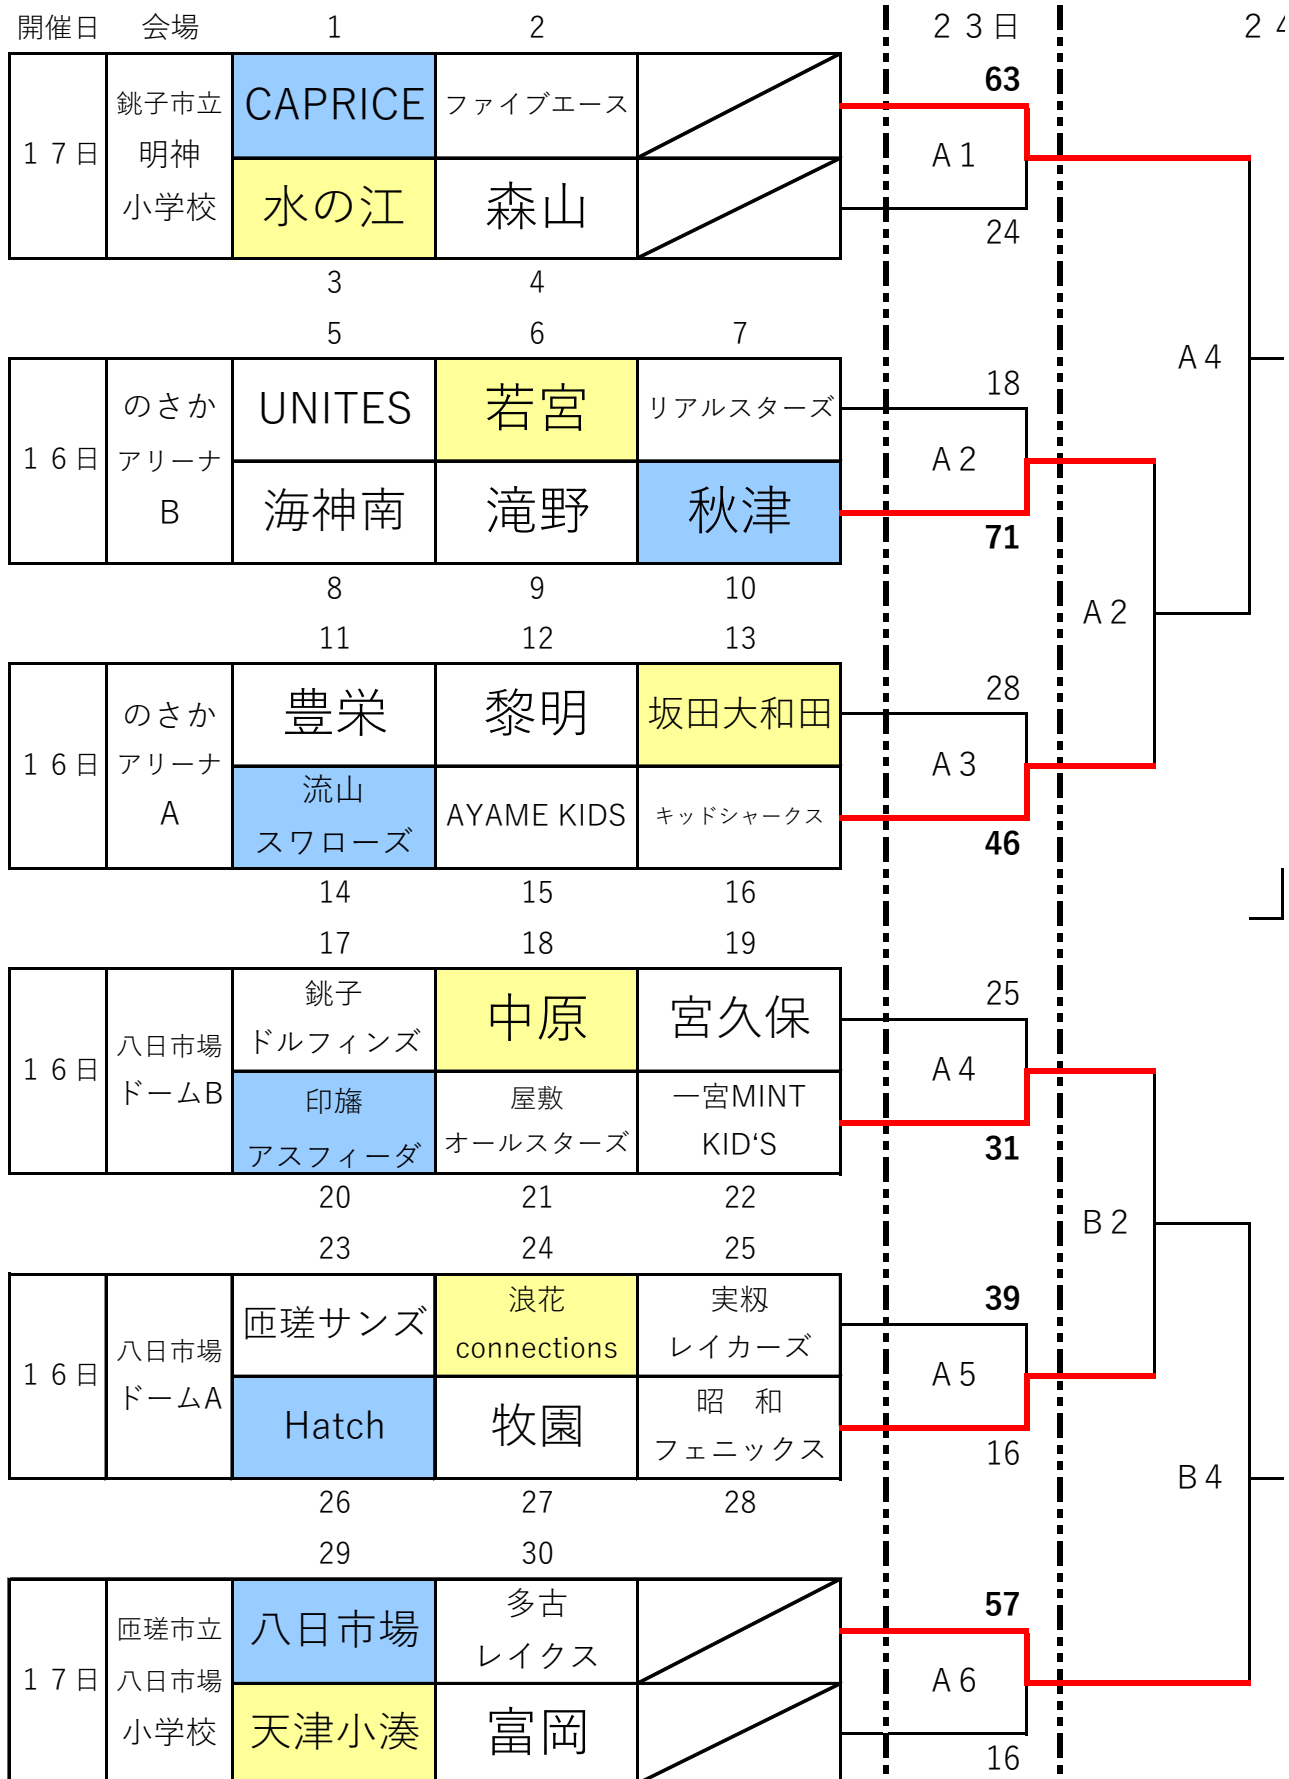 開催日 会場 1 2 ２３日
63
CAPRICE ファイブエース
１７日 銚子市立 明神 小学校 A1
水の江 森山
24
3 4
5 6 7
A4
18
UNITES 若宮 リアルスターズ
１６日 のさか アリーナ B A2
海神南 滝野 秋津
71
8 9 10
A2
11 12 13
28
豊栄 黎明 坂田大和田
１６日 のさか アリーナ A A3
流山
スワローズ AYAME KIDS キッドシャークス
46
14 15 16
17 18 19
25
銚子
ドルフィンズ 中原 宮久保
１６日 八日市場 ドームB A4
印旛 屋敷 一宮MINT
アスフィーダ オールスターズ KID‘S
31
20 21 22
B2
23 24 25
39
匝瑳サンズ 浪花 実籾
connections レイカーズ
１６日 八日市場 ドームA A5
Hatch 牧園 昭　和
フェニックス
16
B4
26 27 28
29 30
57
八日市場 多古
レイクス
１７日 匝瑳市立 八日市場 小学校 A6
天津小湊 富岡
16